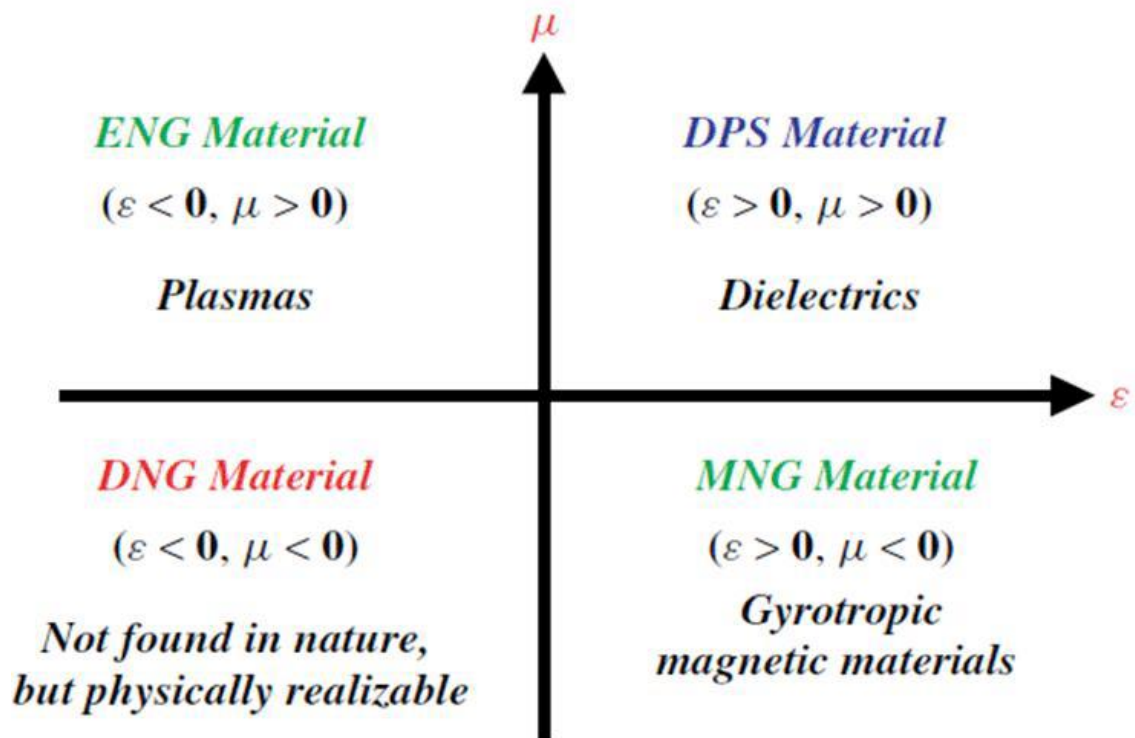 μ
ENG Material
(ε < 0, μ > 0)
Plasmas
DPS Material
(ε > 0, μ > 0)
Dielectrics
ε
DNG Material
(ε < 0, μ < 0)
Not found in nature,
but physically realizable
MNG Material
(ε > 0, μ < 0)
Gyrotropic
magnetic materials